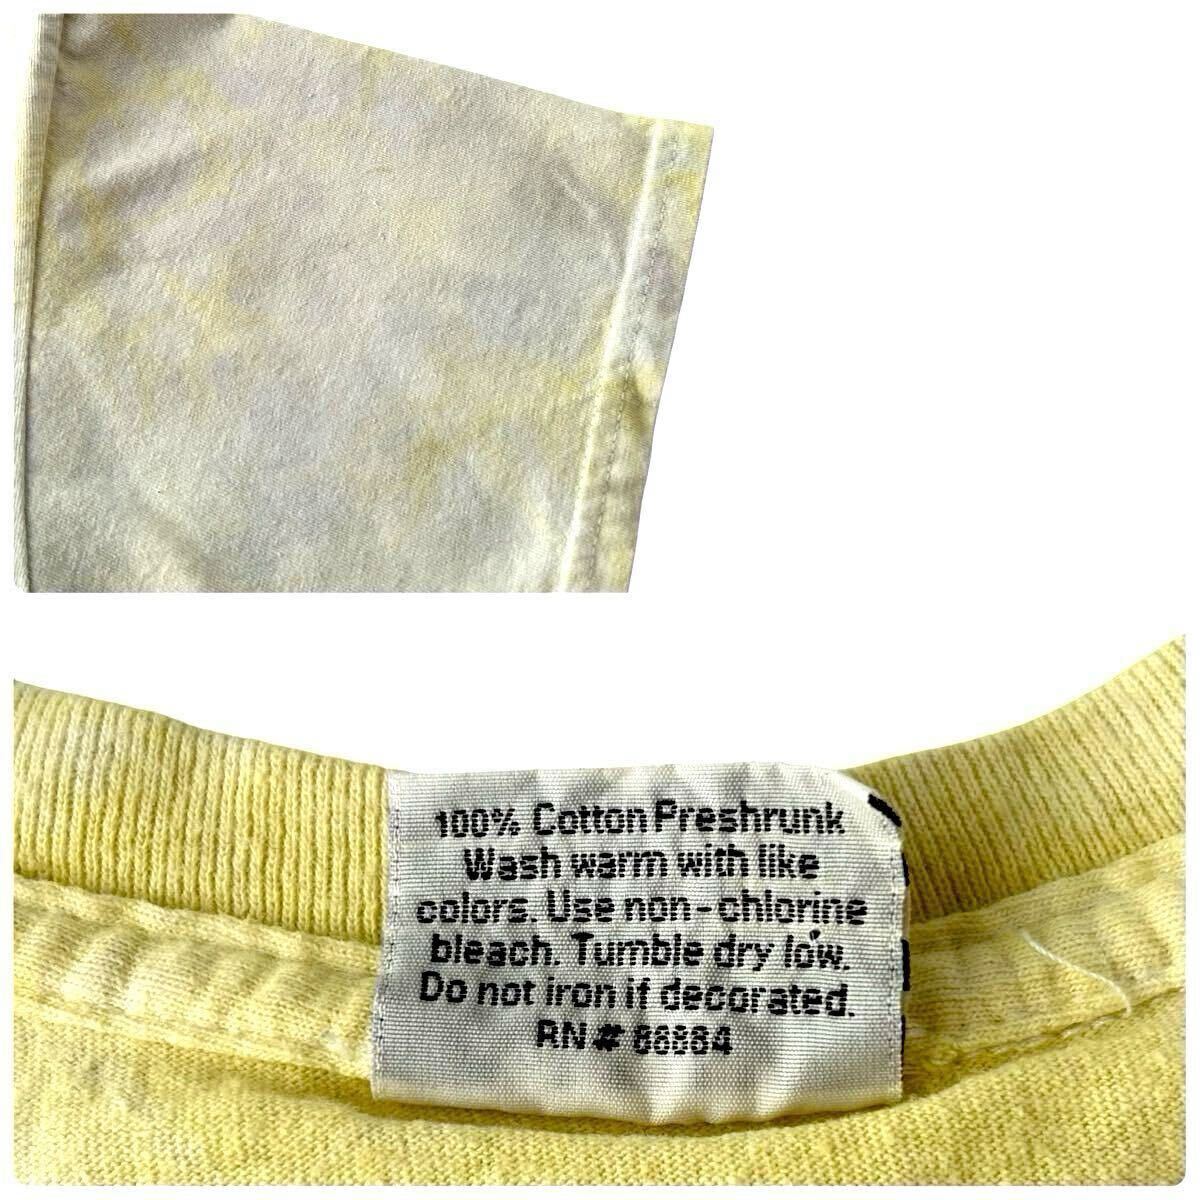 100% Cotton Preshrunk
Wash warm with like
colors. Use non-chlorine
bleach. Tumble dry low.
Do not iron if decorated.
RN #